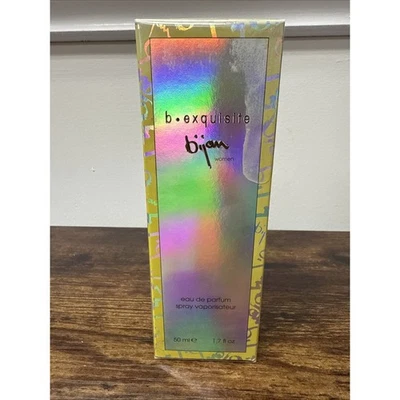 b•exquisite
bijan
women
eau de parfum
spray vaporisateur
50 ml e 1.7 fl oz